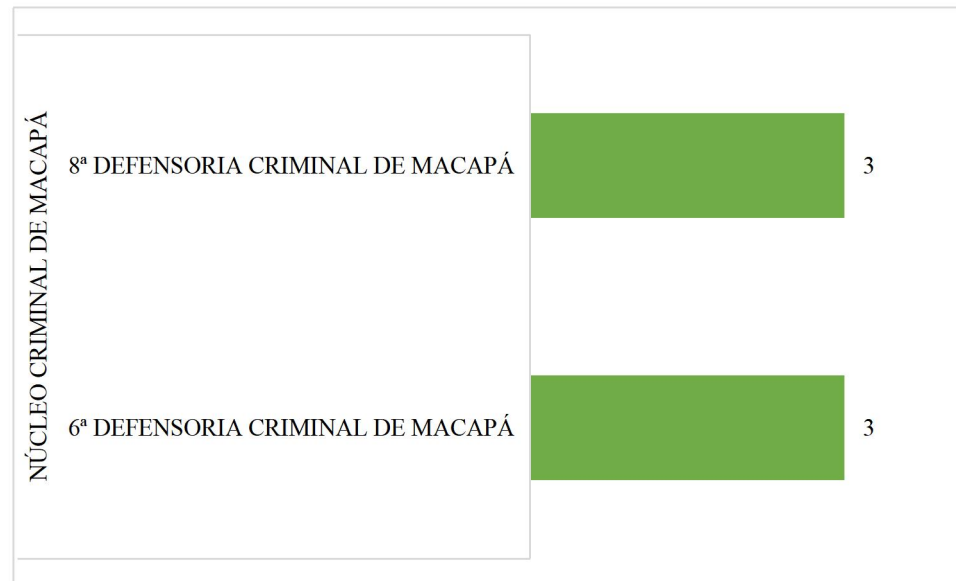 NÚCLEO CRIMINAL DE MACAPÁ
8ª DEFENSORIA CRIMINAL DE MACAPÁ
3
6ª DEFENSORIA CRIMINAL DE MACAPÁ
3